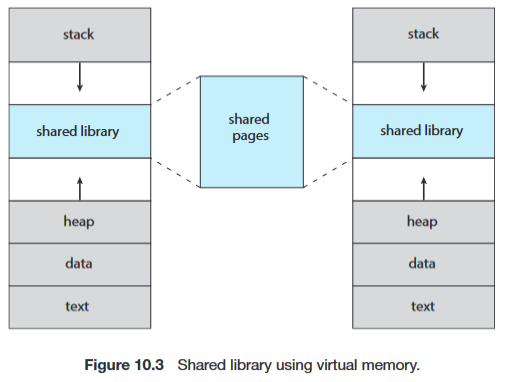 stack
shared library
heap
data
text
shared
pages
stack
shared library
heap
data
text
Figure 10.3 Shared library using virtual memory.